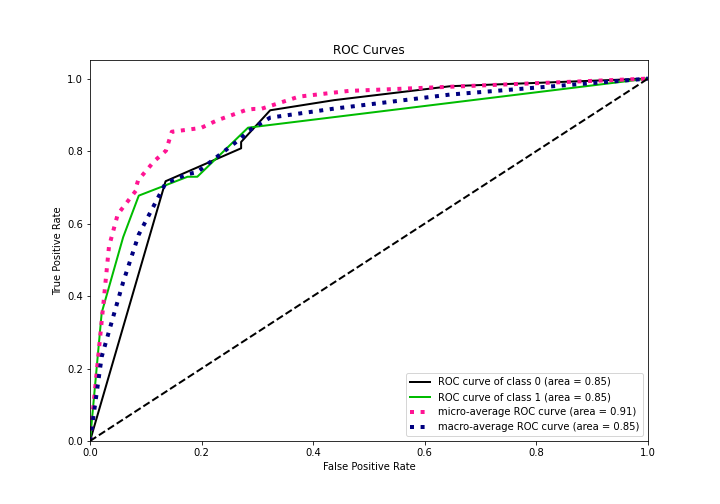 ROC Curves
True Positive Rate
1.0
0.8
0.6
0.4
0.2
0.0
0.0 0.2 0.4 0.6 0.8 1.0
False Positive Rate
ROC curve of class 0 (area = 0.85)
ROC curve of class 1 (area = 0.85)
micro-average ROC curve (area = 0.91)
macro-average ROC curve (area = 0.85)